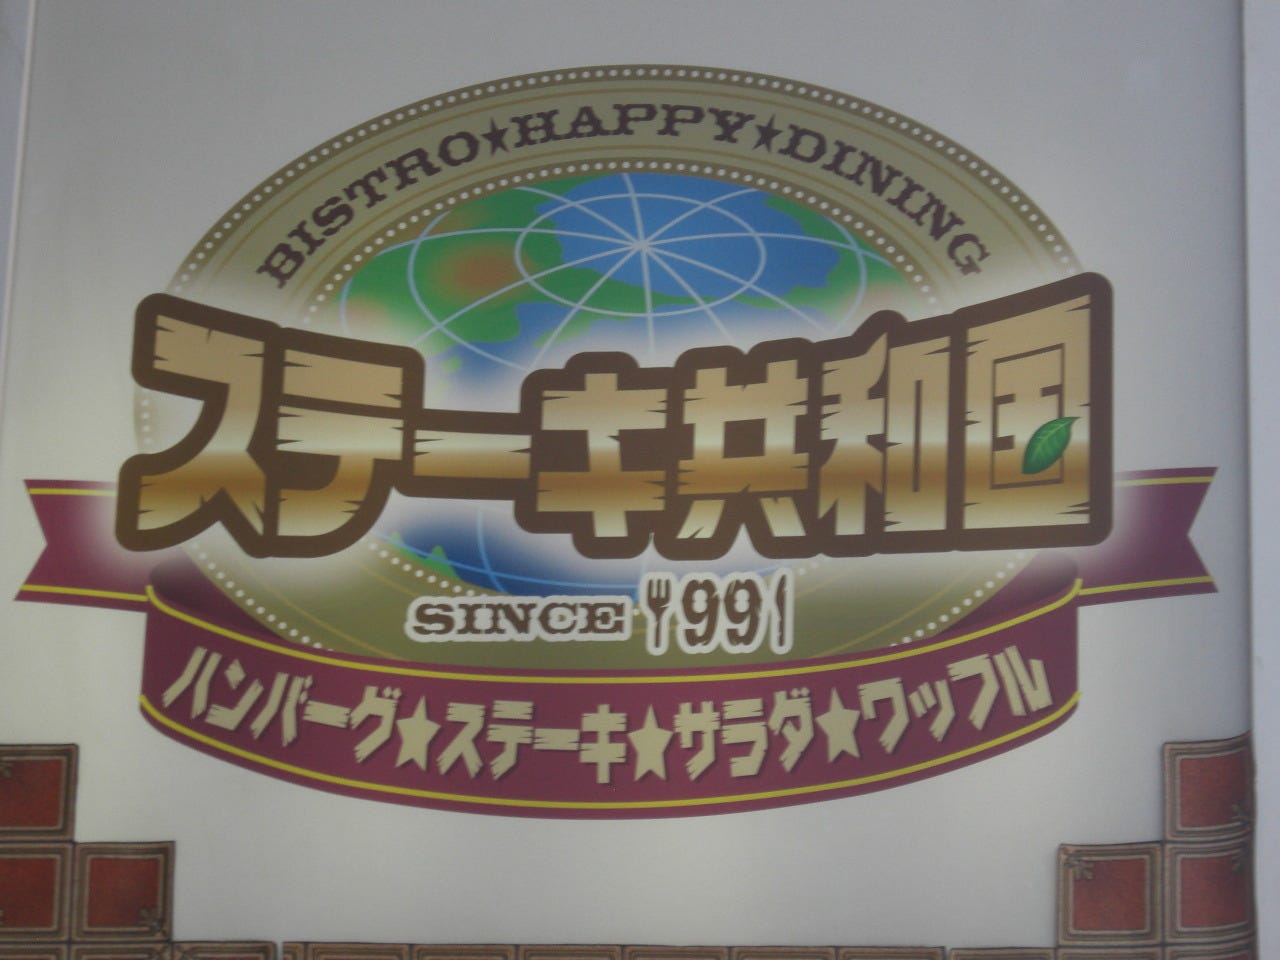 BISTRO★HAPPY★DINING
ステーキ共和国
SINCE 1991
ハンバーグ★ステーキ★サラダ★ワッフル